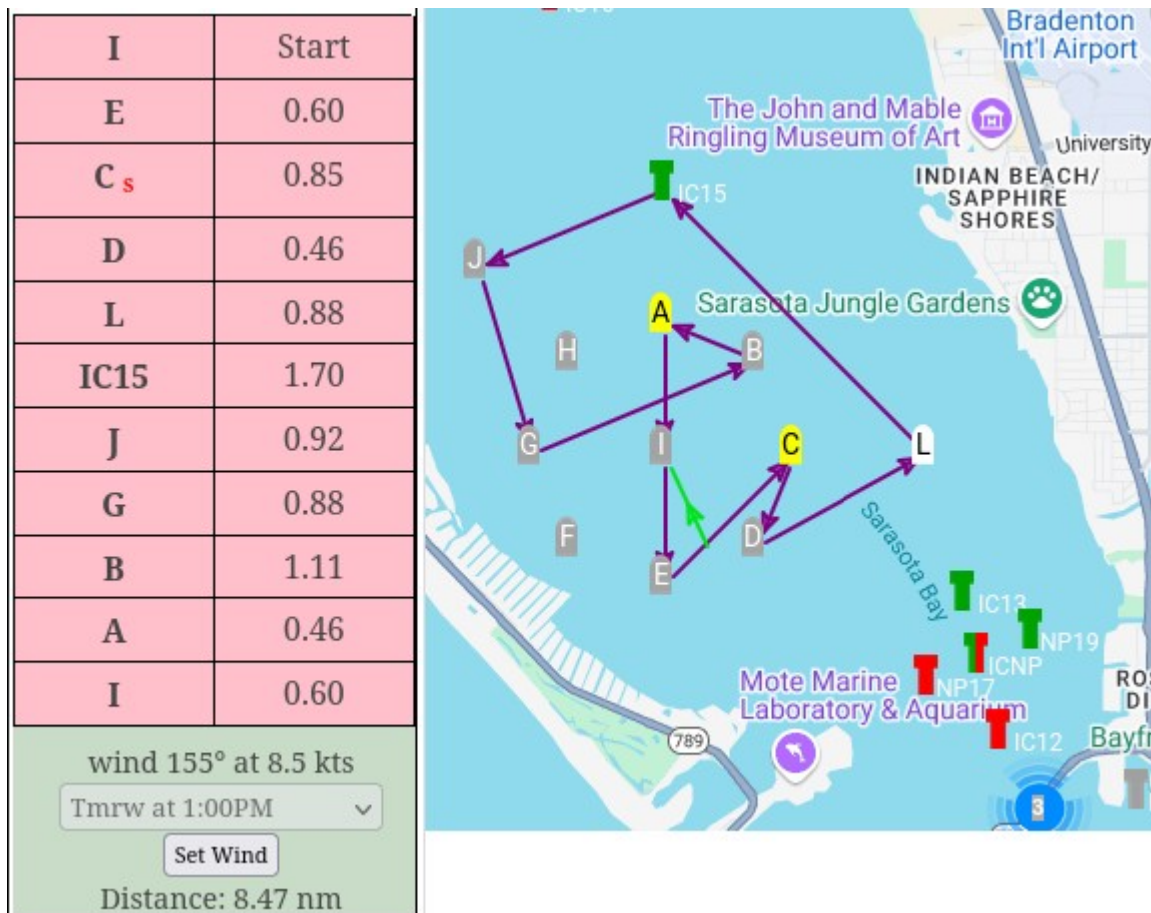 I Start
E 0.60
C s 0.85
D 0.46
L 0.88
IC15 1.70
J 0.92
G 0.88
B 1.11
A 0.46
I 0.60
wind 155° at 8.5 kts
Tmrw at 1:00PM
Set Wind
Distance: 8.47 nm
Bradenton
Int'l Airport
The John and Mable
Ringling Museum of Art
University
IC15
INDIAN BEACH/
SAPPHIRE
SHORES
J
A
Sarasota Jungle Gardens
H
B
G
I
C
L
F
D
E
Sarasota Bay
IC13
NP19
ICNP
NP17
Mote Marine
Laboratory & Aquarium
IC12
789
3